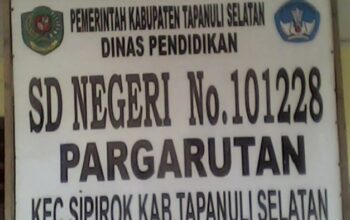 PEMERINTAH KABUPATEN TAPANULI SELATAN
DINAS PENDIDIKAN
SD NEGERI No.101228
PARGARUTAN
KEC.SIPIROK KAB.TAPANULI SELATAN